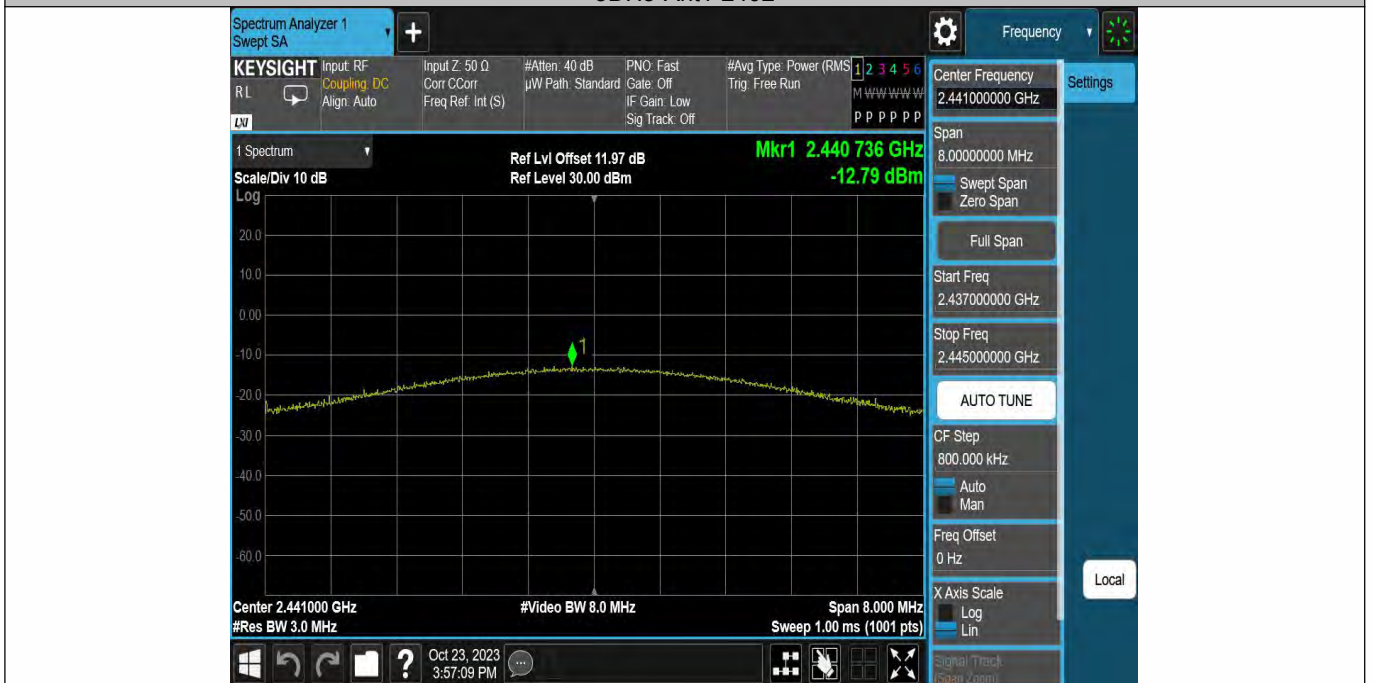 Spectrum Analyzer 1
Swept SA
+
Frequency
KEYSIGHT
RL
LXI
Input: RF
Coupling: DC
Align: Auto
Input Z: 50 Ω
Corr CCorr
Freq Ref: Int (S)
#Atten: 40 dB
µW Path: Standard
PNO: Fast
Gate: Off
IF Gain: Low
Sig Track: Off
#Avg Type: Power (RMS
Trig: Free Run
1 2 3 4 5 6
M W W W W W
P P P P P P
Center Frequency
2.441000000 GHz
Settings
Span
8.00000000 MHz
Swept Span
Zero Span
Full Span
Start Freq
2.437000000 GHz
Stop Freq
2.445000000 GHz
AUTO TUNE
CF Step
800.000 kHz
Auto
Man
Freq Offset
0 Hz
X Axis Scale
Log
Lin
Signal Track
(Span Zoom)
Local
1 Spectrum
Scale/Div 10 dB
Ref Lvl Offset 11.97 dB
Ref Level 30.00 dBm
Mkr1 2.440 736 GHz
-12.79 dBm
Log
20.0
10.0
0.00
-10.0
-20.0
-30.0
-40.0
-50.0
-60.0
1
Center 2.441000 GHz
#Res BW 3.0 MHz
#Video BW 8.0 MHz
Span 8.000 MHz
Sweep 1.00 ms (1001 pts)
?
Oct 23, 2023
3:57:09 PM